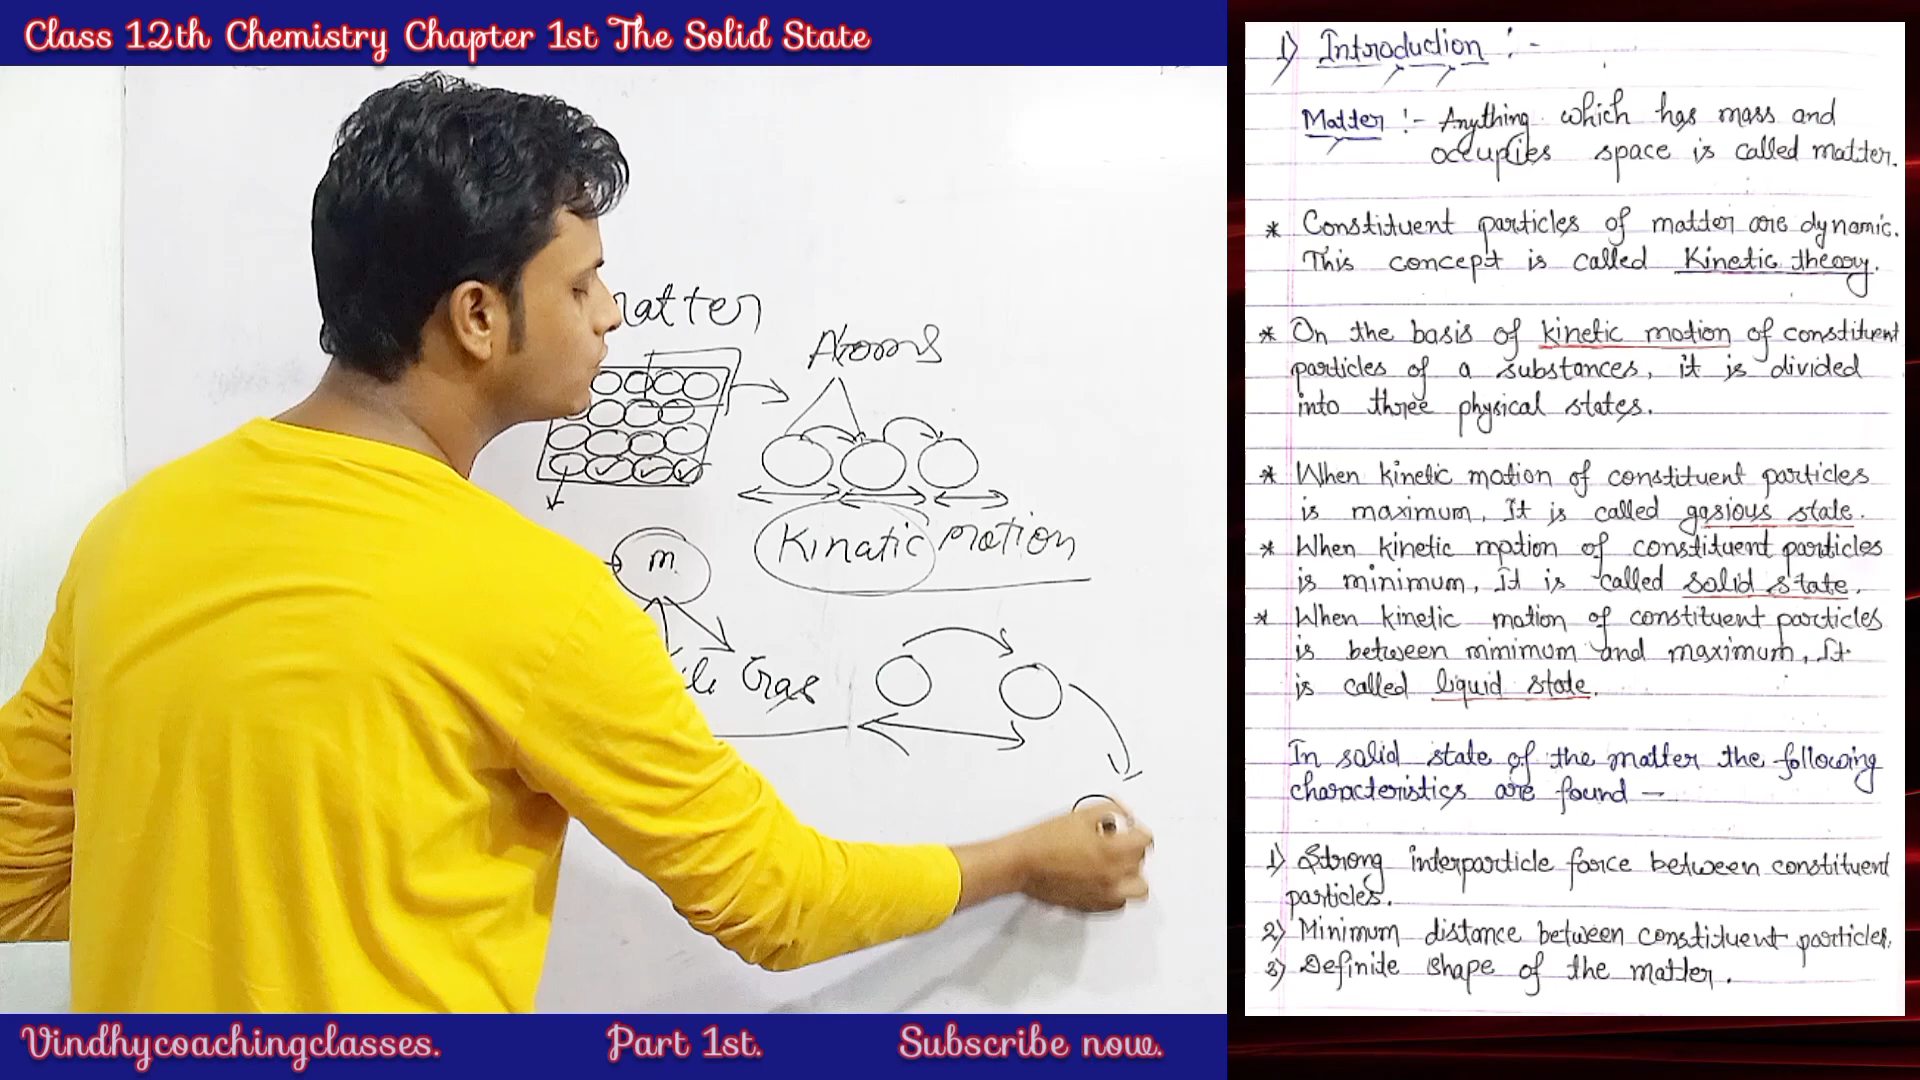 Class 12th Chemistry Chapter 1st The Solid State
atter
Atoms
Kinatic motion
m
Gas
Vindhycoachingclasses. Part 1st. Subscribe now.
1) Introduction :-
Matter :- Anything which has mass and
occupies space is called matter.
* Constituent particles of matter are dynamic.
This concept is called Kinetic theory.
* On the basis of kinetic motion of constituent
particles of a substances, it is divided
into three physical states.
* When kinetic motion of constituent particles
is maximum, It is called gasious state.
* When kinetic motion of constituent particles
is minimum, it is called solid state.
* When kinetic motion of constituent particles
is between minimum and maximum, It
is called liquid state.
In solid state of the matter the following
characteristics are found —
1) Strong interparticle force between constituent
particles.
2) Minimum distance between constituent particles.
3) Definite shape of the matter.